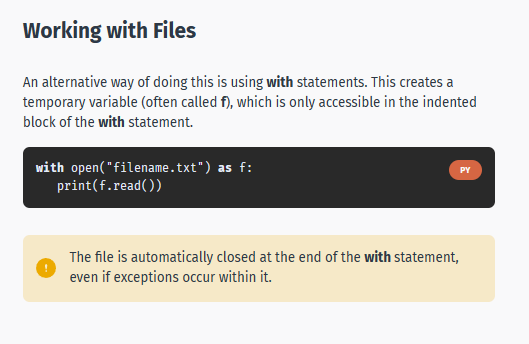 Working with Files
An alternative way of doing this is using with statements. This creates a
temporary variable (often called f), which is only accessible in the indented
block of the with statement.
with open("filename.txt") as f:
    print(f.read())
PY
!
The file is automatically closed at the end of the with statement,
even if exceptions occur within it.